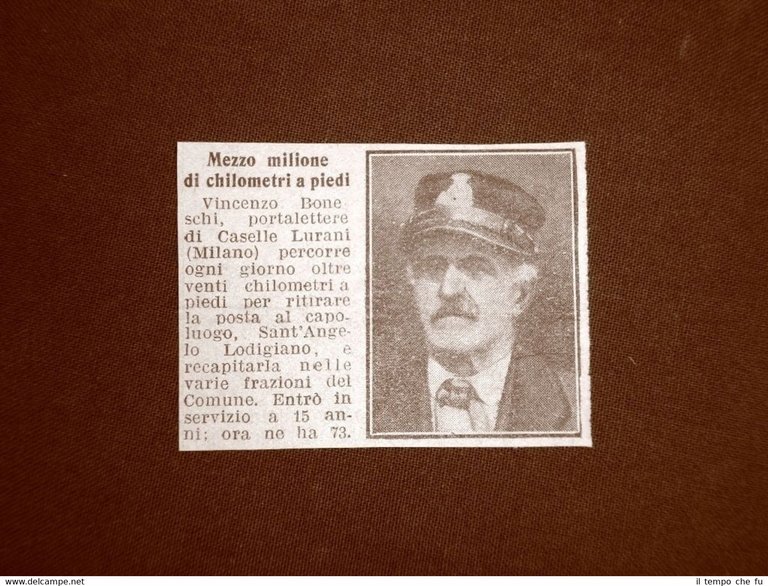 Mezzo milione
di chilometri a piedi
Vincenzo Bone
schi, portalettere
di Caselle Lurani
(Milano) percorre
ogni giorno oltre
venti chilometri a
piedi per ritirare
la posta al capo-
luogo, Sant'Ange-
lo Lodigiano, e
recapitarla nelle
varie frazioni del
Comune. Entrò in
servizio a 15 an-
ni; ora ne ha 73.
www.delcampe.net
il tempo che fu